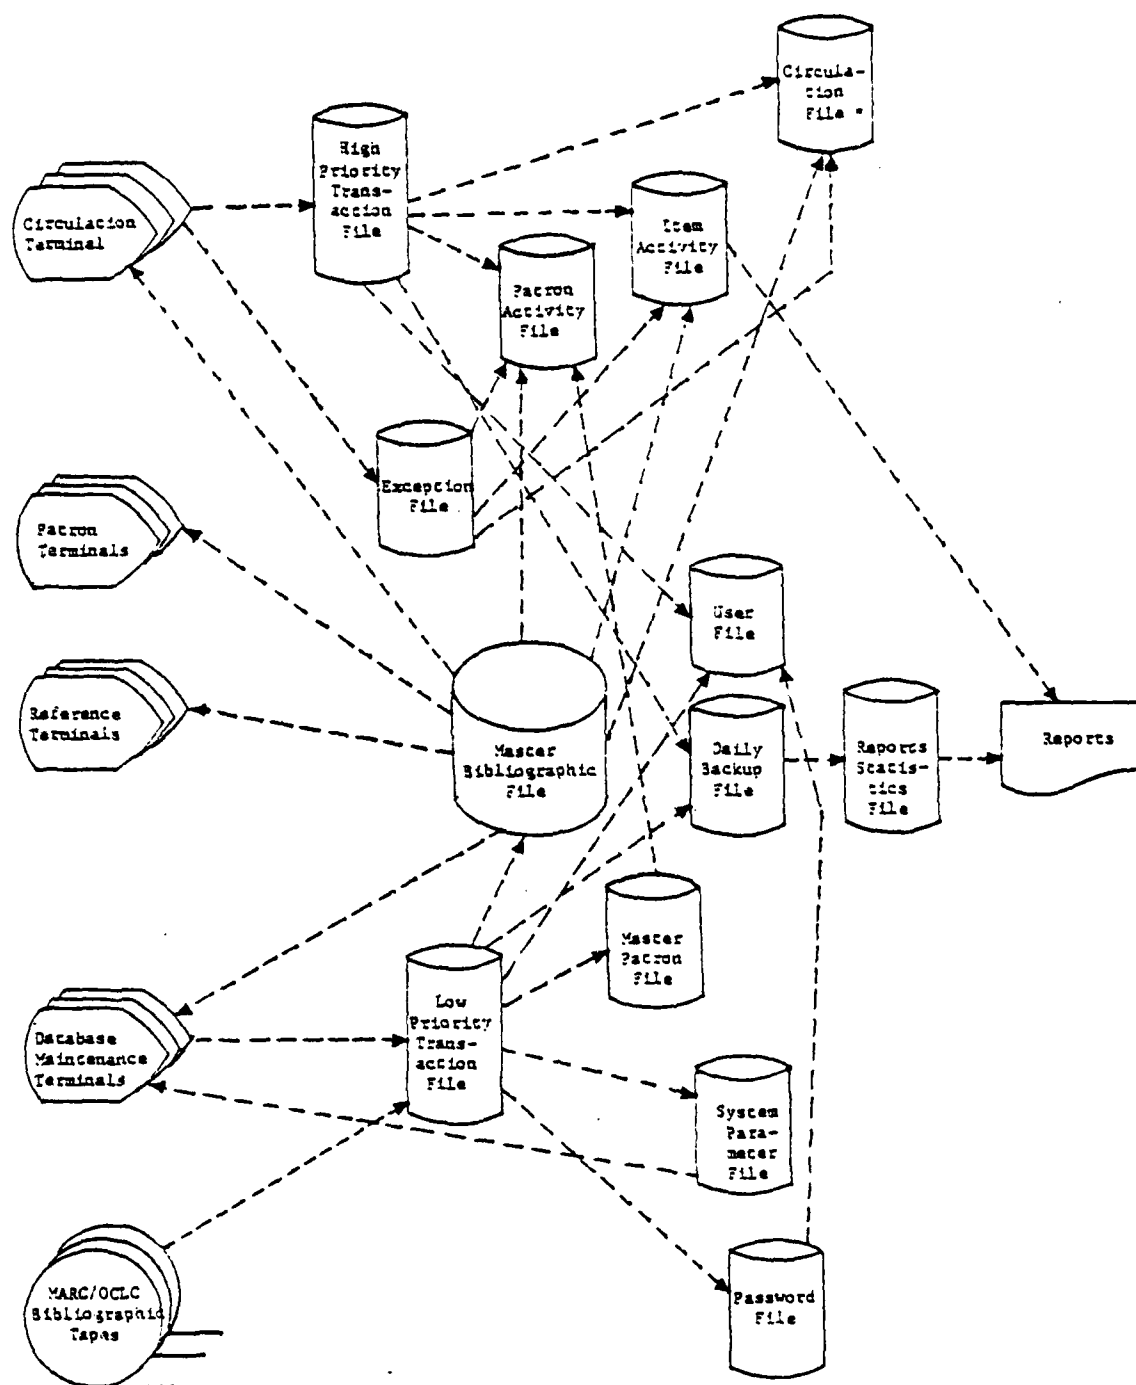 Circula-
tion
File *
High
Priority
Trans-
action
File
Circulation
Terminal
Item
Activity
File
Patron
Activity
File
Exception
File
Patron
Terminals
User
File
Reference
Terminals
Master
Bibliographic
File
Daily
Backup
File
Reports
Statis-
tics
File
Reports
Master
Patron
File
Low
Priority
Trans-
action
File
Database
Maintenance
Terminals
System
Para-
meter
File
MARC/OCLC
Bibliographic
Tapes
Password
File